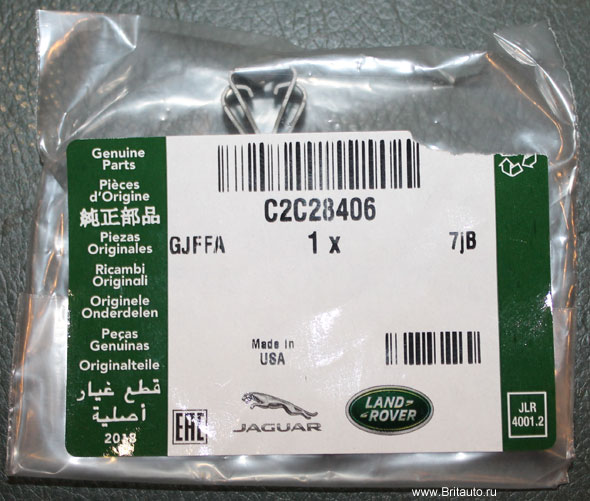 Genuine
Parts
Pièces
d'Origine
純正部品
Piezas
Originales
Ricambi
Originali
Originele
Onderdelen
Peças
Genuinas
Originalteile
قطع غيار
أصلية
2018
C2C28406
GJFFA 1 x 7jB
Made in
USA
EAC
JAGUAR
LAND-
ROVER
JLR
4001.2
www.Britauto.ru